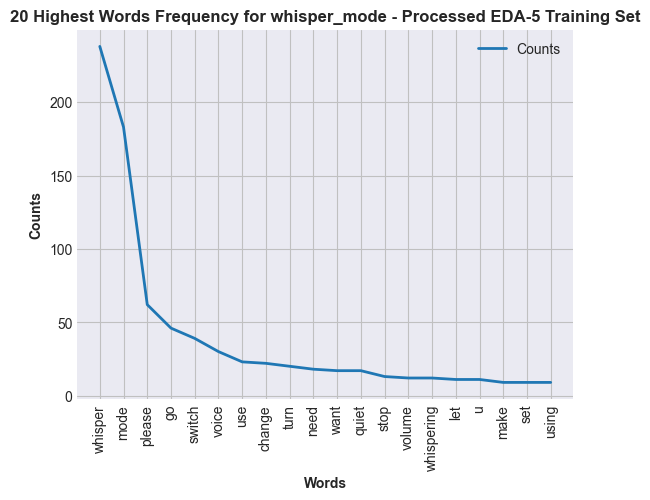 20 Highest Words Frequency for whisper_mode - Processed EDA-5 Training Set
Counts
Counts
200
150
100
50
0
whisper
mode
please
go
switch
voice
use
change
turn
need
want
quiet
stop
volume
whispering
let
u
make
set
using
Words